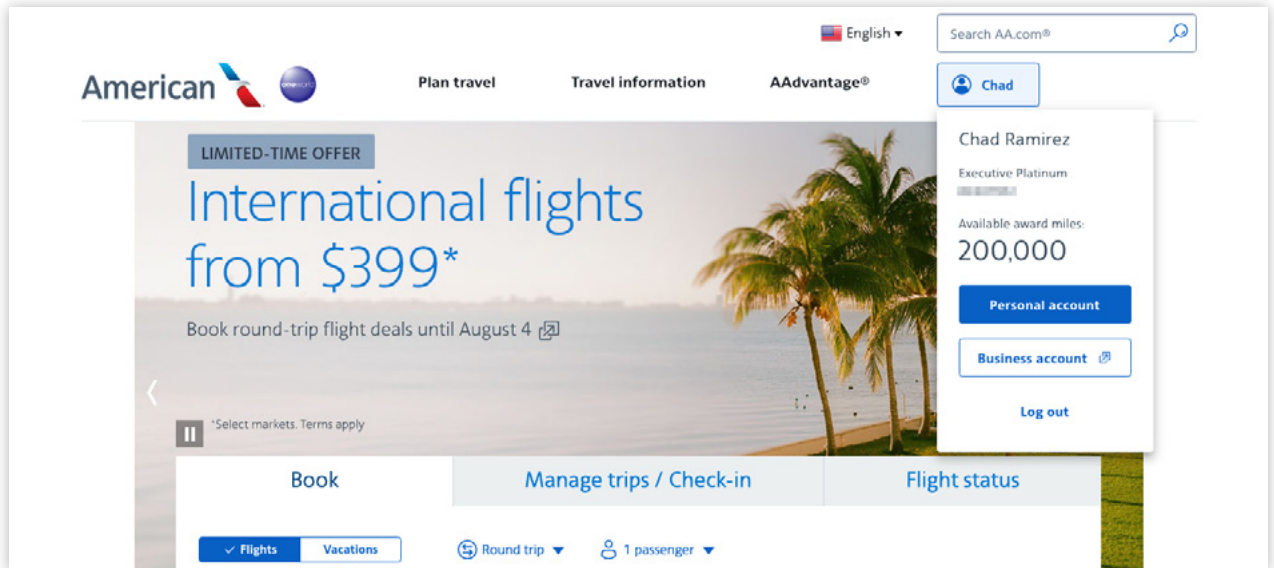 English
Search AA.com®
American
oneworld
Plan travel
Travel information
AAdvantage®
Chad
Chad Ramirez
Executive Platinum
Available award miles:
200,000
Personal account
Business account
Log out
LIMITED-TIME OFFER
International flights
from $399*
Book round-trip flight deals until August 4
*Select markets. Terms apply
Book
Manage trips / Check-in
Flight status
Flights
Vacations
Round trip
1 passenger